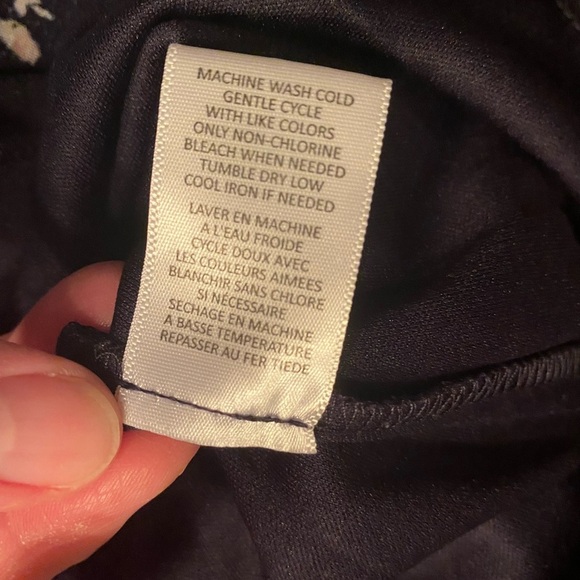 MACHINE WASH COLD
GENTLE CYCLE
WITH LIKE COLORS
ONLY NON-CHLORINE
BLEACH WHEN NEEDED
TUMBLE DRY LOW
COOL IRON IF NEEDED
LAVER EN MACHINE
A L'EAU FROIDE
CYCLE DOUX AVEC
LES COULEURS AIMEES
BLANCHIR SANS CHLORE
SI NECESSAIRE
SECHAGE EN MACHINE
A BASSE TEMPERATURE
REPASSER AU FER TIEDE